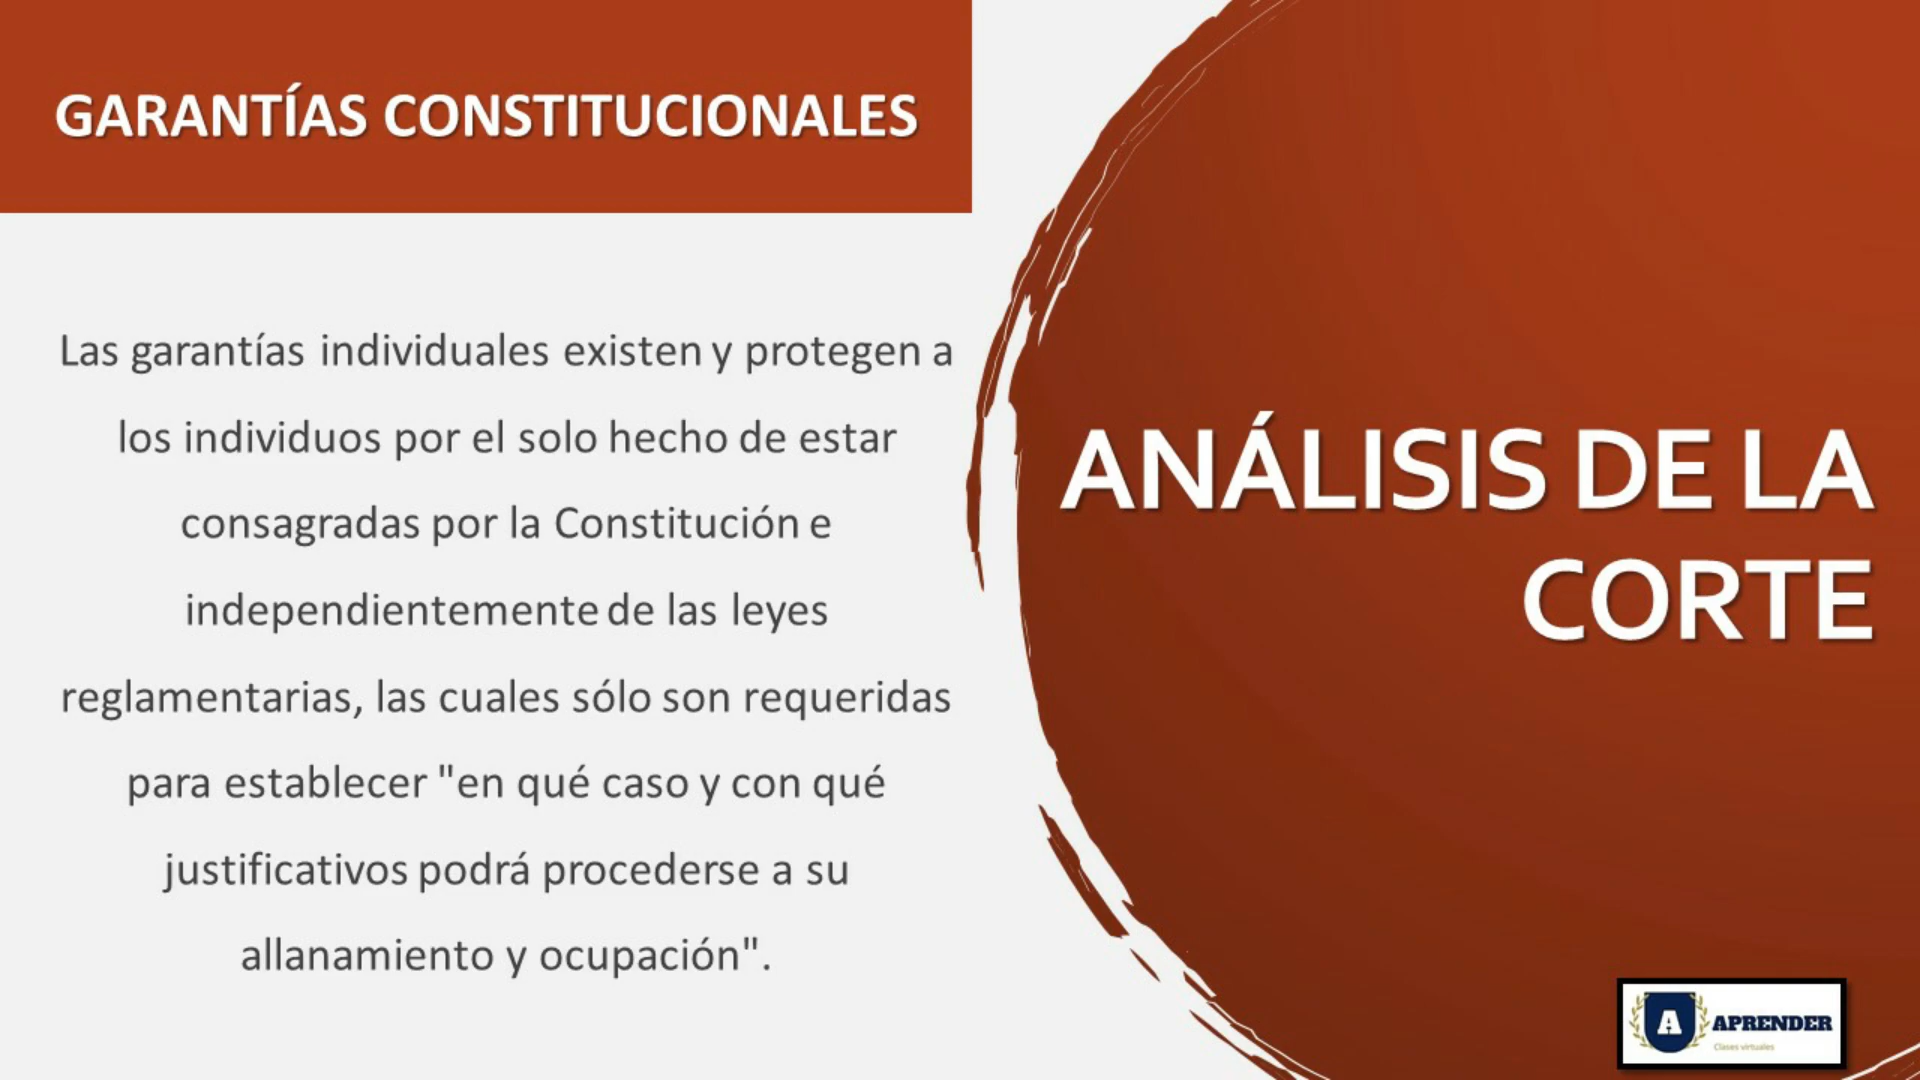 GARANTÍAS CONSTITUCIONALES
Las garantías individuales existen y protegen a
los individuos por el solo hecho de estar
consagradas por la Constitución e
independientemente de las leyes
reglamentarias, las cuales sólo son requeridas
para establecer "en qué caso y con qué
justificativos podrá procederse a su
allanamiento y ocupación".
ANÁLISIS DE LA
CORTE
A
APRENDER
Clases virtuales